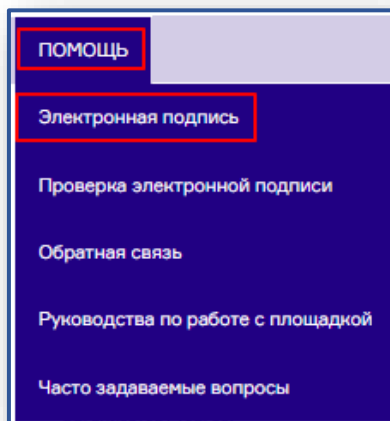 ПОМОЩЬ
Электронная подпись
Проверка электронной подписи
Обратная связь
Руководства по работе с площадкой
Часто задаваемые вопросы